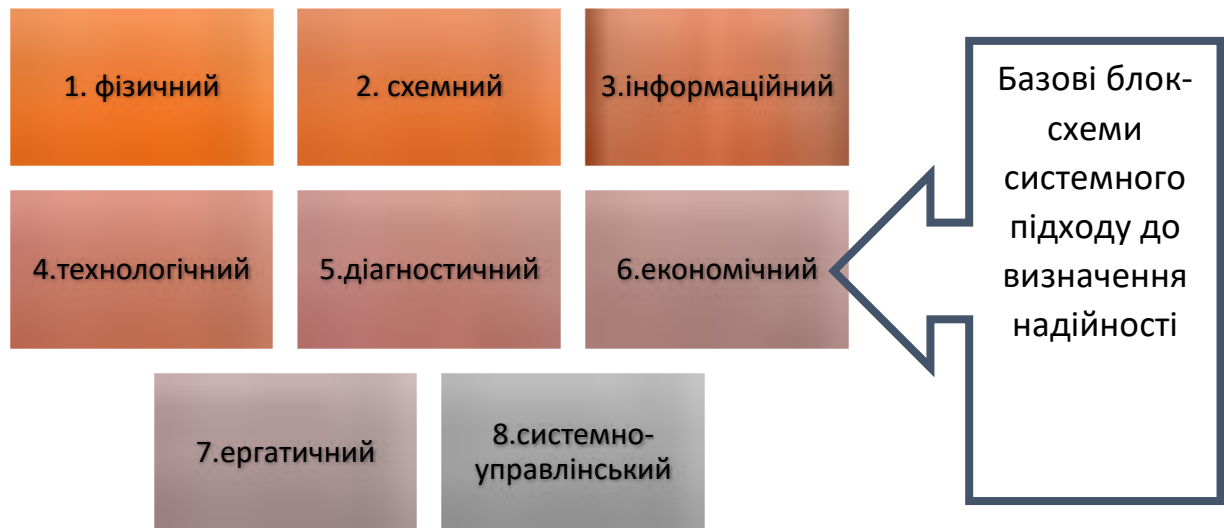 1. фізичний
2. схемний
3.інформаційний
4.технологічний
5.діагностичний
6.економічний
7.ергатичний
8.системно-
управлінський
Базові блок-
схеми
системного
підходу до
визначення
надійності